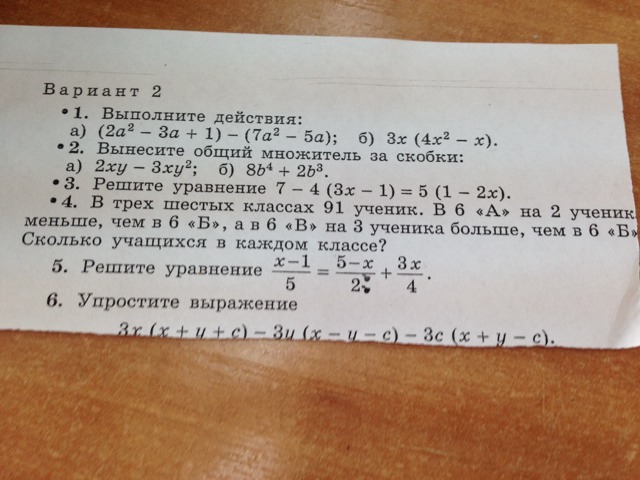 Вариант 2
• 1. Выполните действия:
а) (2a² − 3a + 1) − (7a² − 5a); б) 3x (4x² − x).
• 2. Вынесите общий множитель за скобки:
а) 2xy − 3xy²; б) 8b⁴ + 2b³.
• 3. Решите уравнение 7 − 4 (3x − 1) = 5 (1 − 2x).
• 4. В трех шестых классах 91 ученик. В 6 «А» на 2 ученика
меньше, чем в 6 «Б», а в 6 «В» на 3 ученика больше, чем в 6 «Б».
Сколько учащихся в каждом классе?
5. Решите уравнение (x−1)/5 = (5−x)/2 + 3x/4.
6. Упростите выражение
3x (x + y + c) − 3y (x − y − c) − 3c (x + y − c).